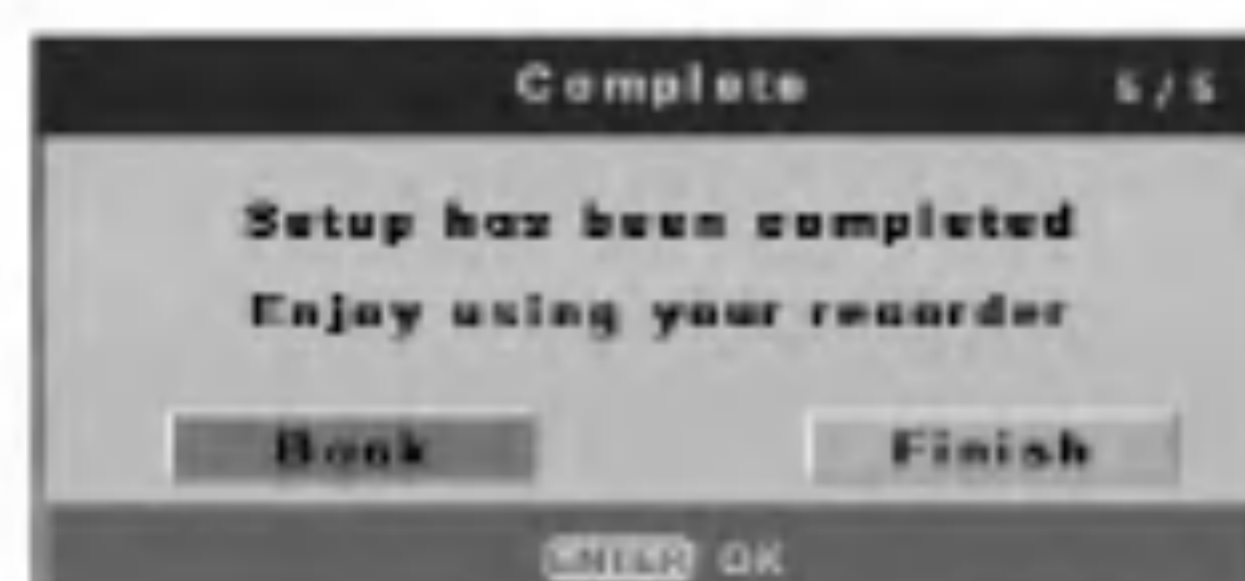 Complete 5/5
Setup has been completed
Enjoy using your recorder
Back Finish
ENTER OK